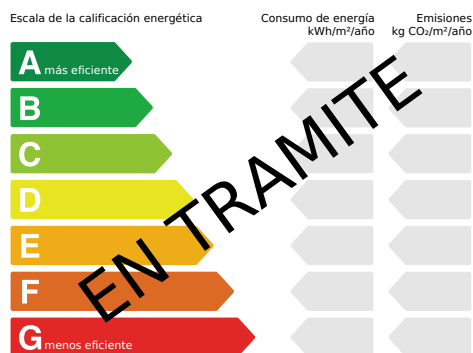 Escala de la calificación energética
Consumo de energía
kWh/m²/año
Emisiones
kg CO₂/m²/año
A más eficiente
B
C
D
E
F
G menos eficiente
EN TRAMITE